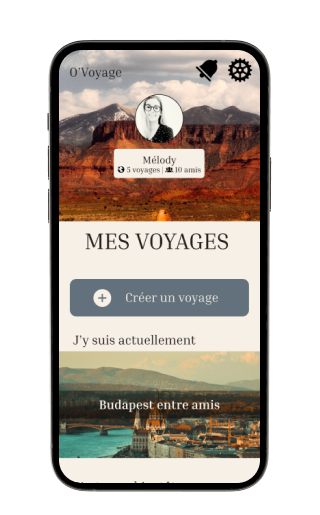 O'Voyage
Mélody
5 voyages | 10 amis
MES VOYAGES
Créer un voyage
J'y suis actuellement
Budapest entre amis